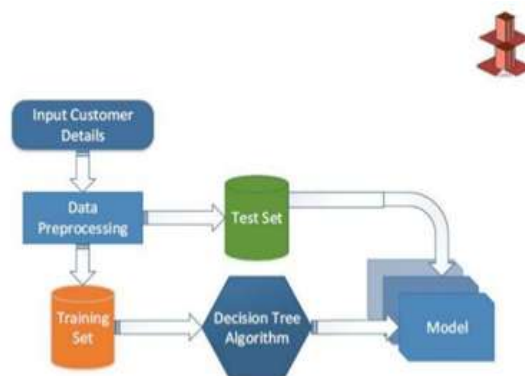 Input Customer
Details
Data
Preprocessing
Test Set
Training
Set
Decision Tree
Algorithm
Model